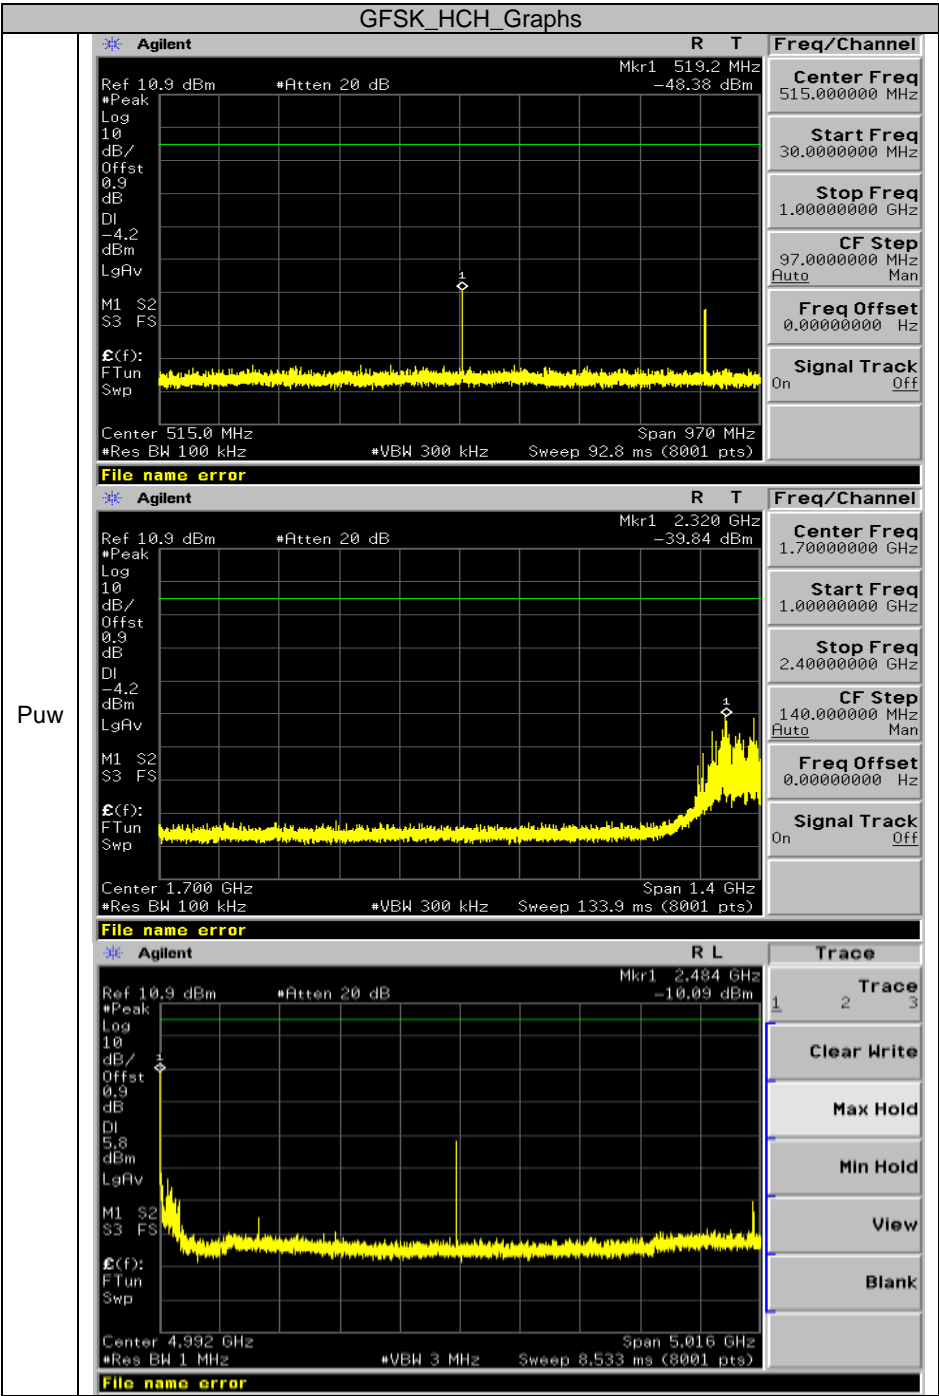 GFSK_HCH_Graphs
Puw
Agilent R T Freq/Channel
Mkr1 519.2 MHz
Ref 10.9 dBm #Atten 20 dB -48.38 dBm
#Peak
Log
10
dB/
Offst
0.9
dB
DI
-4.2
dBm
LgAv
M1 S2
S3 FS
£(f):
FTun
Swp
1
Center 515.0 MHz Span 970 MHz
#Res BW 100 kHz #VBW 300 kHz Sweep 92.8 ms (8001 pts)
Center Freq
515.000000 MHz
Start Freq
30.0000000 MHz
Stop Freq
1.00000000 GHz
CF Step
97.0000000 MHz
Auto Man
Freq Offset
0.00000000 Hz
Signal Track
On Off
File name error
Agilent R T Freq/Channel
Mkr1 2.320 GHz
Ref 10.9 dBm #Atten 20 dB -39.84 dBm
#Peak
Log
10
dB/
Offst
0.9
dB
DI
-4.2
dBm
LgAv
M1 S2
S3 FS
£(f):
FTun
Swp
1
Center 1.700 GHz Span 1.4 GHz
#Res BW 100 kHz #VBW 300 kHz Sweep 133.9 ms (8001 pts)
Center Freq
1.70000000 GHz
Start Freq
1.00000000 GHz
Stop Freq
2.40000000 GHz
CF Step
140.000000 MHz
Auto Man
Freq Offset
0.00000000 Hz
Signal Track
On Off
File name error
Agilent R L Trace
Mkr1 2.484 GHz
Ref 10.9 dBm #Atten 20 dB -10.09 dBm
#Peak
Log
10
dB/
Offst
0.9
dB
DI
5.8
dBm
LgAv
M1 S2
S3 FS
£(f):
FTun
Swp
1
Center 4.992 GHz Span 5.016 GHz
#Res BW 1 MHz #VBW 3 MHz Sweep 8.533 ms (8001 pts)
Trace
1 2 3
Clear Write
Max Hold
Min Hold
View
Blank
File name error